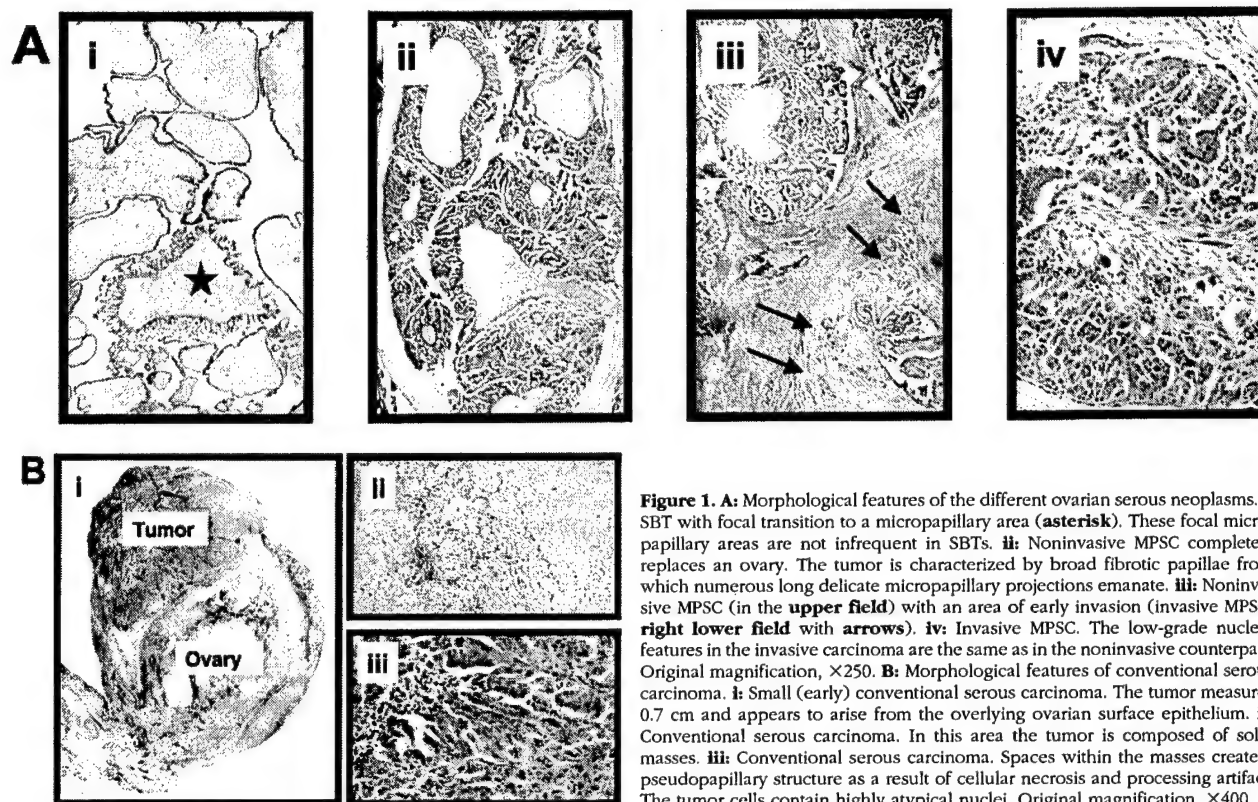 A
i
ii
iii
iv
B
i
Tumor
Ovary
ii
iii
Figure 1. A: Morphological features of the different ovarian serous neoplasms.
SBT with focal transition to a micropapillary area (asterisk). These focal micr
papillary areas are not infrequent in SBTs. ii: Noninvasive MPSC complete
replaces an ovary. The tumor is characterized by broad fibrotic papillae fro
which numerous long delicate micropapillary projections emanate. iii: Noninv
sive MPSC (in the upper field) with an area of early invasion (invasive MPS
right lower field with arrows). iv: Invasive MPSC. The low-grade nucle
features in the invasive carcinoma are the same as in the noninvasive counterpa
Original magnification, ×250. B: Morphological features of conventional sero
carcinoma. i: Small (early) conventional serous carcinoma. The tumor measur
0.7 cm and appears to arise from the overlying ovarian surface epithelium.
Conventional serous carcinoma. In this area the tumor is composed of sol
masses. iii: Conventional serous carcinoma. Spaces within the masses create
pseudopapillary structure as a result of cellular necrosis and processing artifac
The tumor cells contain highly atypical nuclei. Original magnification, ×400.